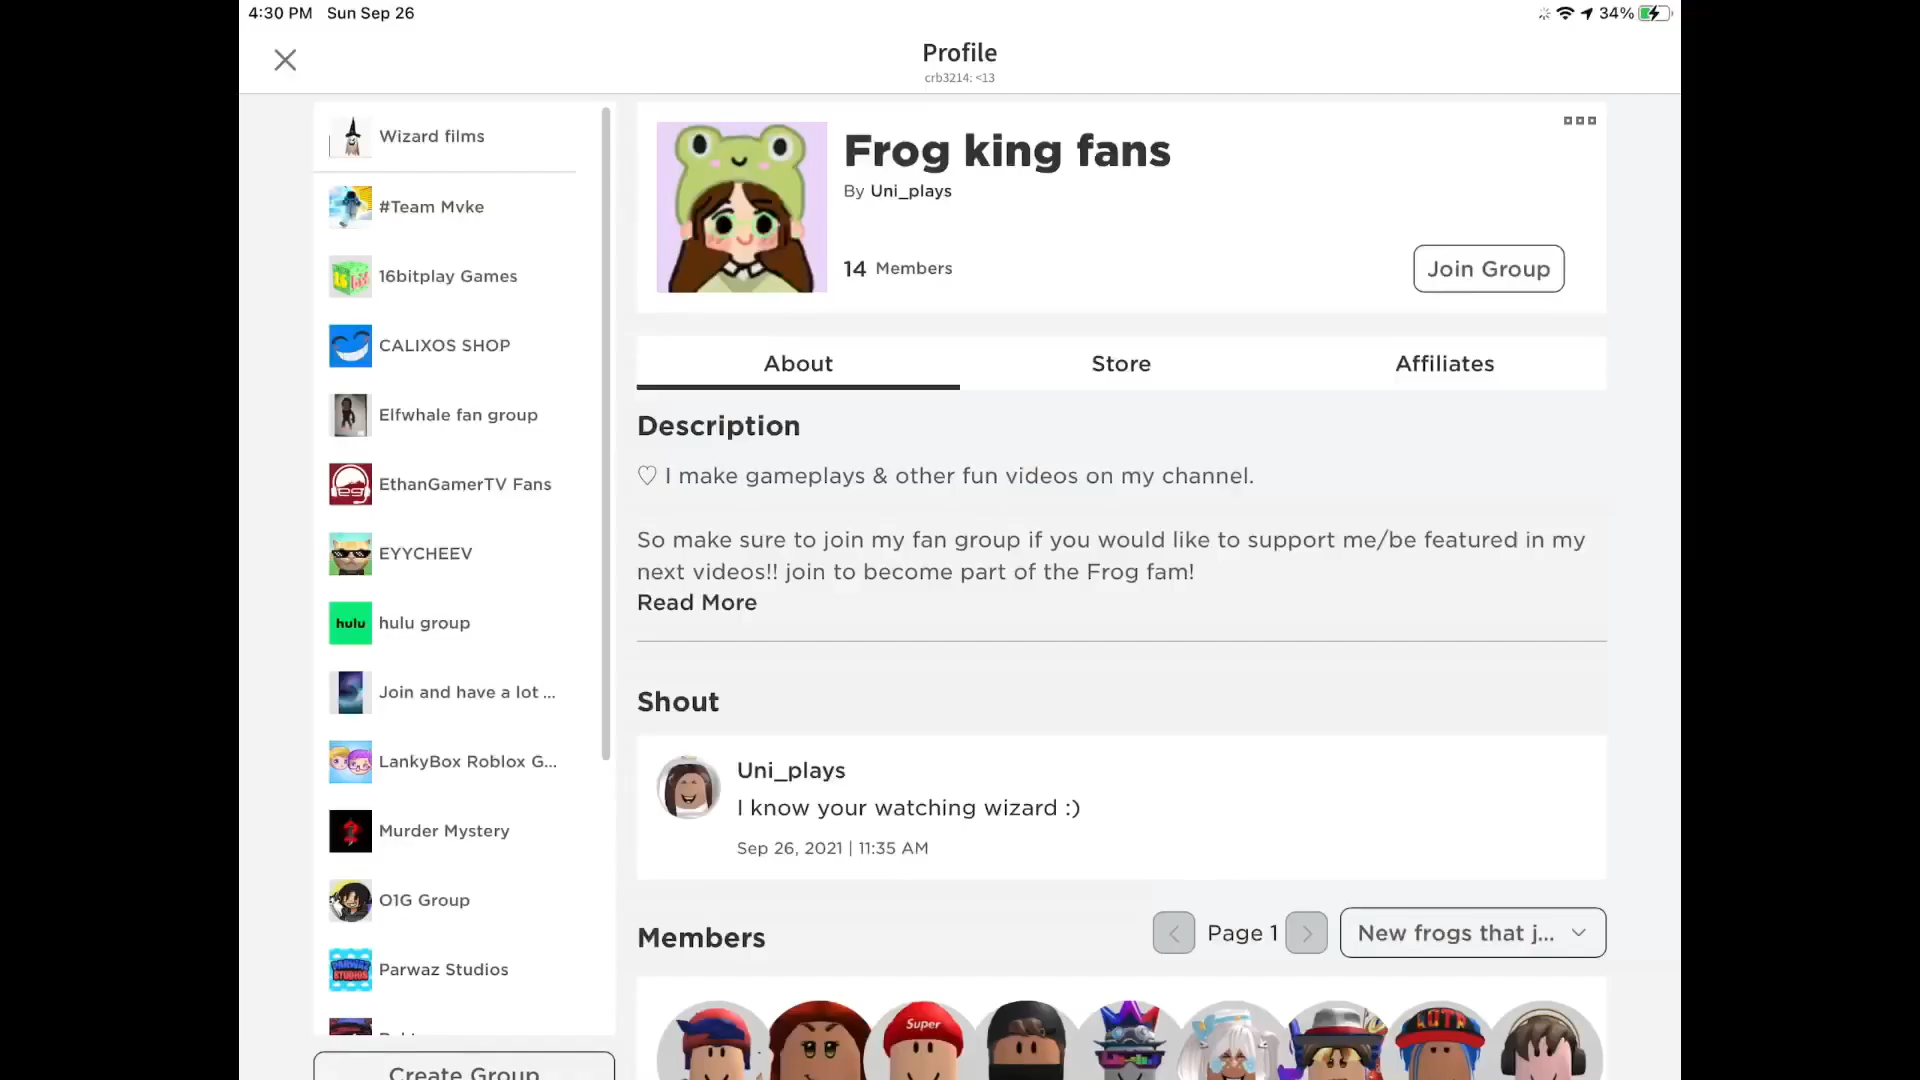 4:30 PM Sun Sep 26
34%
Profile
crb3214: <13
Wizard films
#Team Mvke
16bitplay Games
CALIXOS SHOP
Elfwhale fan group
EthanGamerTV Fans
EYYCHEEV
hulu
hulu group
Join and have a lot ...
LankyBox Roblox G...
Murder Mystery
O1G Group
Parwaz Studios
Create Group
Frog king fans
By Uni_plays
14 Members
Join Group
About
Store
Affiliates
Description
♡ I make gameplays & other fun videos on my channel.
So make sure to join my fan group if you would like to support me/be featured in my
next videos!! join to become part of the Frog fam!
Read More
Shout
Uni_plays
I know your watching wizard :)
Sep 26, 2021 | 11:35 AM
Members
Page 1
New frogs that j...
Super